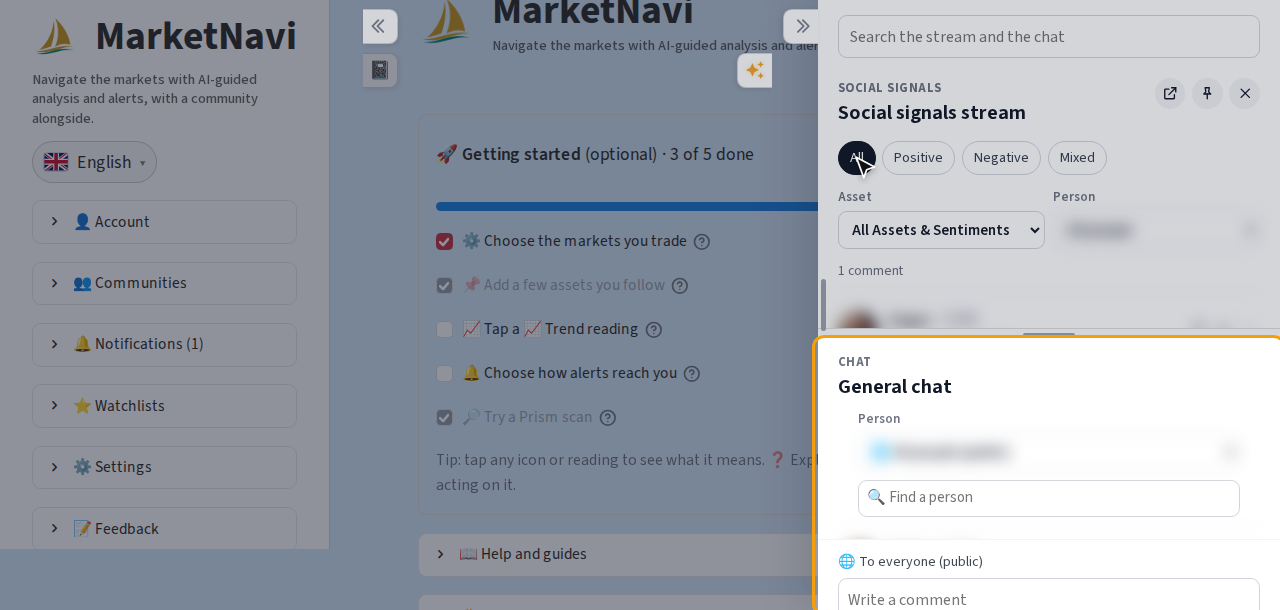 MarketNavi
Navigate the markets with AI-guided
analysis and alerts, with a community
alongside.
English
👤 Account
👥 Communities
🔔 Notifications (1)
⭐ Watchlists
⚙️ Settings
📝 Feedback
MarketNavi
Navigate the markets with AI-guided analysis and
🚀 Getting started (optional) · 3 of 5 done
⚙️ Choose the markets you trade
📌 Add a few assets you follow
📈 Tap a 📈 Trend reading
🔔 Choose how alerts reach you
🔎 Try a Prism scan
Tip: tap any icon or reading to see what it means. ❓
acting on it.
📖 Help and guides
Search the stream and the chat
SOCIAL SIGNALS
Social signals stream
All
Positive
Negative
Mixed
Asset
Person
All Assets & Sentiments
1 comment
CHAT
General chat
Person
🔍 Find a person
🌐 To everyone (public)
Write a comment